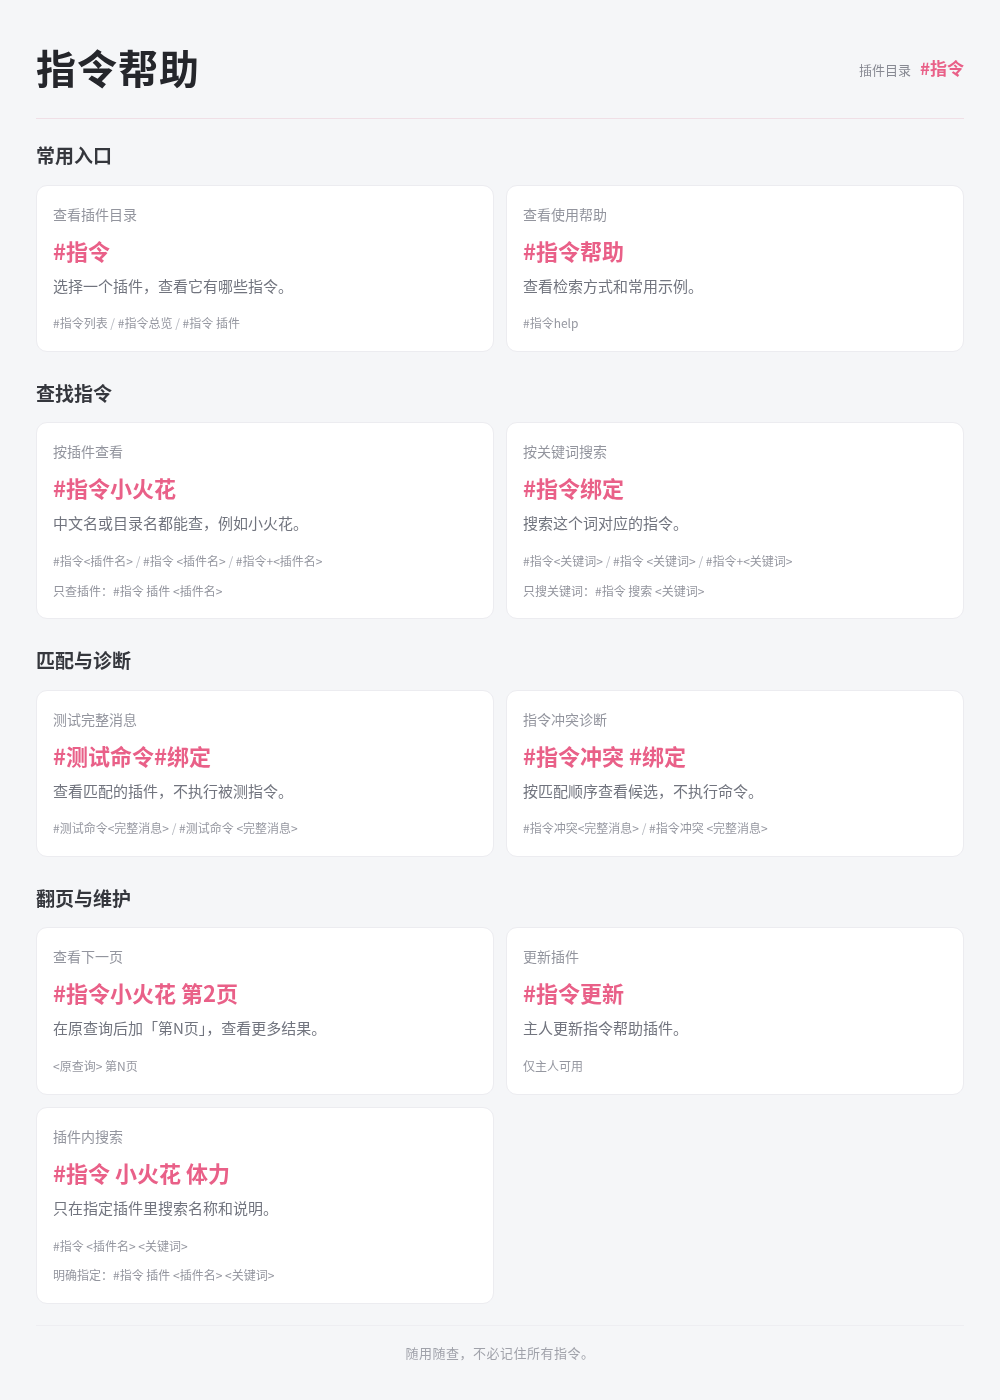 指令帮助
插件目录 #指令
常用入口
查看插件目录
#指令
选择一个插件，查看它有哪些指令。
#指令列表 / #指令总览 / #指令 插件
查看使用帮助
#指令帮助
查看检索方式和常用示例。
#指令help
查找指令
按插件查看
#指令小火花
中文名或目录名都能查，例如小火花。
#指令<插件名> / #指令 <插件名> / #指令+<插件名>
只查插件：#指令 插件 <插件名>
按关键词搜索
#指令绑定
搜索这个词对应的指令。
#指令<关键词> / #指令 <关键词> / #指令+<关键词>
只搜关键词：#指令 搜索 <关键词>
匹配与诊断
测试完整消息
#测试命令#绑定
查看匹配的插件，不执行被测指令。
#测试命令<完整消息> / #测试命令 <完整消息>
指令冲突诊断
#指令冲突 #绑定
按匹配顺序查看候选，不执行命令。
#指令冲突<完整消息> / #指令冲突 <完整消息>
翻页与维护
查看下一页
#指令小火花 第2页
在原查询后加「第N页」，查看更多结果。
<原查询> 第N页
更新插件
#指令更新
主人更新指令帮助插件。
仅主人可用
插件内搜索
#指令 小火花 体力
只在指定插件里搜索名称和说明。
#指令 <插件名> <关键词>
明确指定：#指令 插件 <插件名> <关键词>
随用随查，不必记住所有指令。